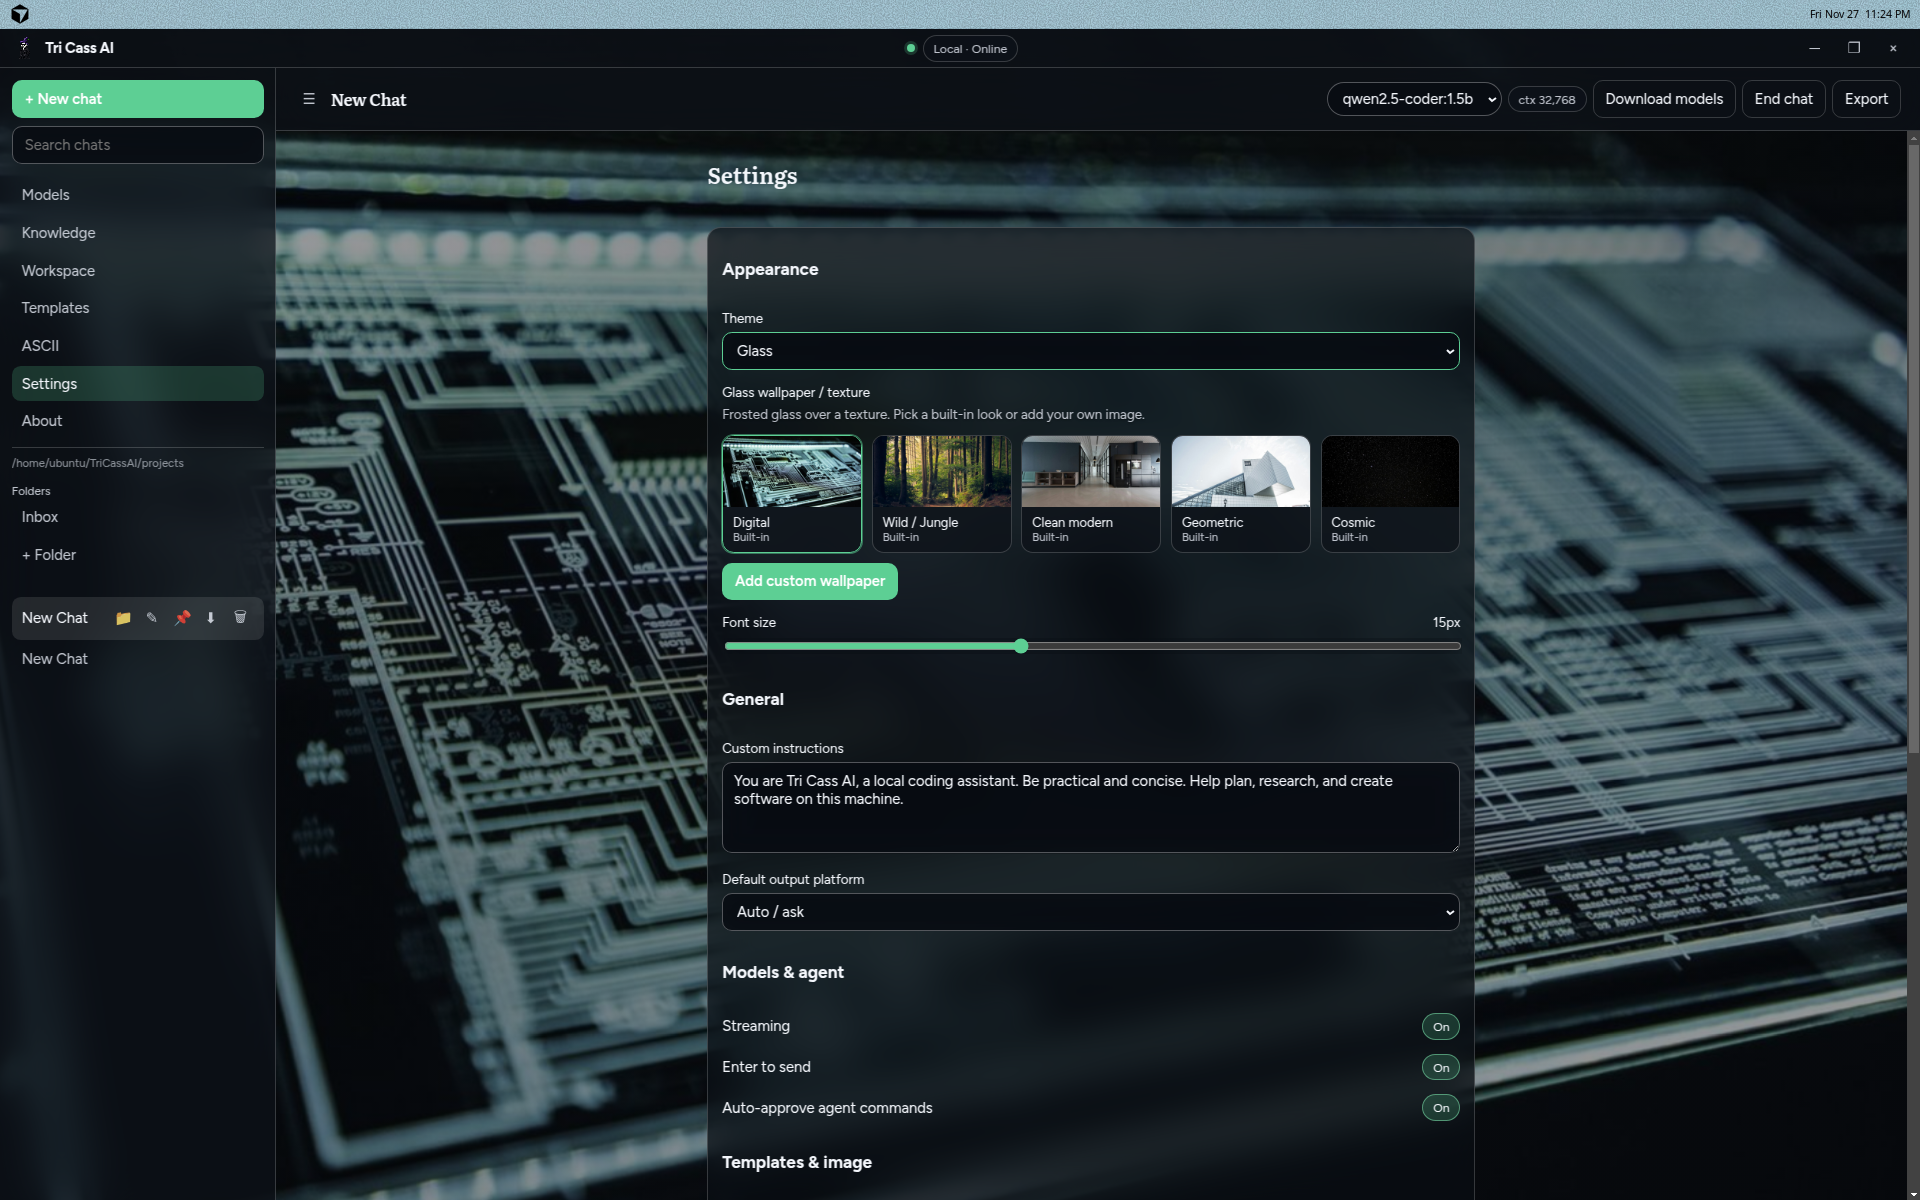 Fri Nov 27 11:24 PM
Tri Cass AI
Local · Online
+ New chat
Search chats
Models
Knowledge
Workspace
Templates
ASCII
Settings
About
/home/ubuntu/TriCassAI/projects
Folders
Inbox
+ Folder
New Chat
New Chat
New Chat
qwen2.5-coder:1.5b
ctx 32,768
Download models
End chat
Export
Settings
Appearance
Theme
Glass
Glass wallpaper / texture
Frosted glass over a texture. Pick a built-in look or add your own image.
Digital
Built-in
Wild / Jungle
Built-in
Clean modern
Built-in
Geometric
Built-in
Cosmic
Built-in
Add custom wallpaper
Font size
15px
General
Custom instructions
You are Tri Cass AI, a local coding assistant. Be practical and concise. Help plan, research, and create
software on this machine.
Default output platform
Auto / ask
Models & agent
Streaming
On
Enter to send
On
Auto-approve agent commands
On
Templates & image